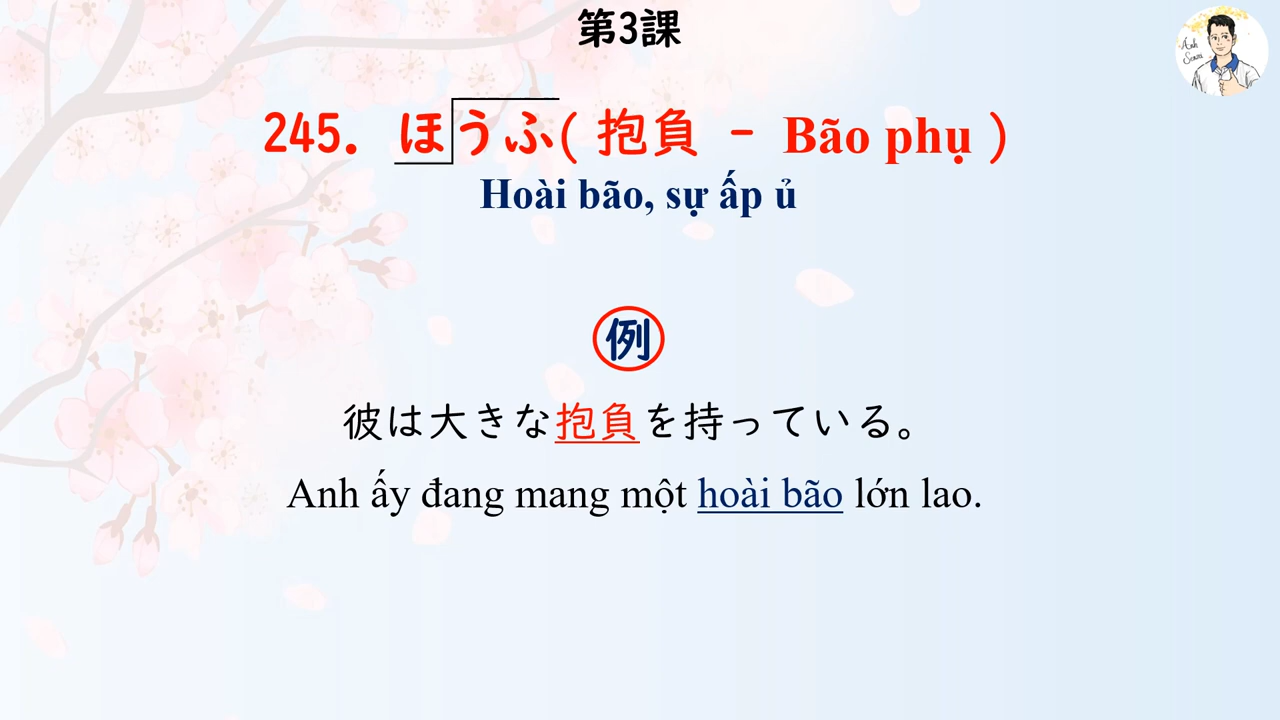 第3課
Anh
Sensei
245. ほうふ( 抱負 - Bão phụ )
Hoài bão, sự ấp ủ
例
彼は大きな抱負を持っている。
Anh ấy đang mang một hoài bão lớn lao.